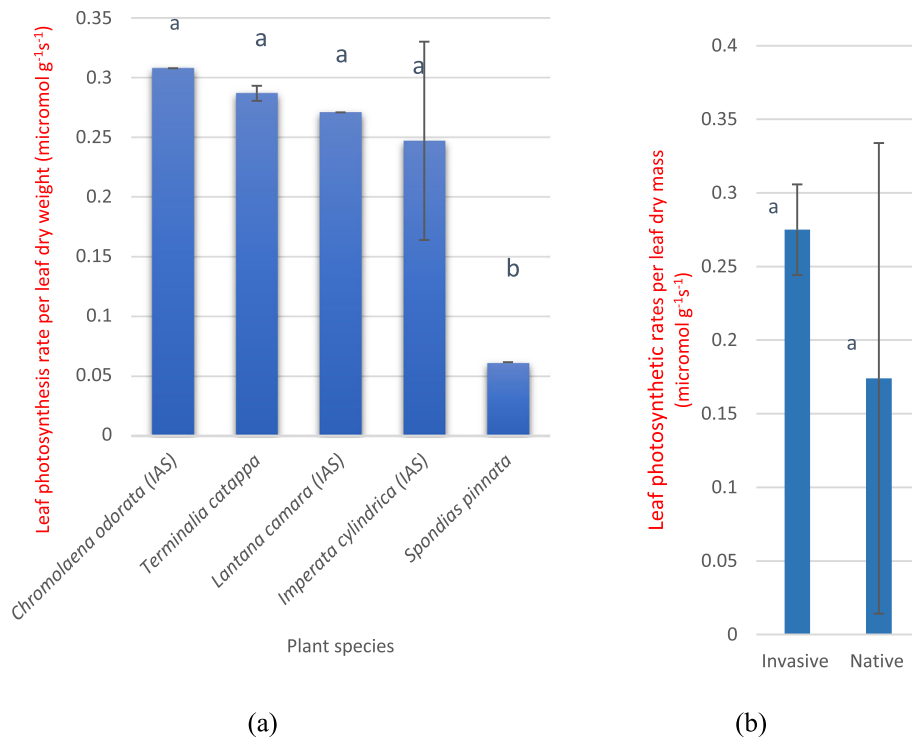 Leaf photosynthesis rate per leaf dry weight (micromol g⁻¹s⁻¹)
0.35
0.3
0.25
0.2
0.15
0.1
0.05
0
a
a
a
a
b
Chromolaena odorata (IAS)
Terminalia catappa
Lantana camara (IAS)
Imperata cylindrica (IAS)
Spondias pinnata
Plant species
(a)
Leaf photosynthetic rates per leaf dry mass
(micromol g⁻¹s⁻¹)
0.4
0.35
0.3
0.25
0.2
0.15
0.1
0.05
0
a
a
Invasive
Native
(b)